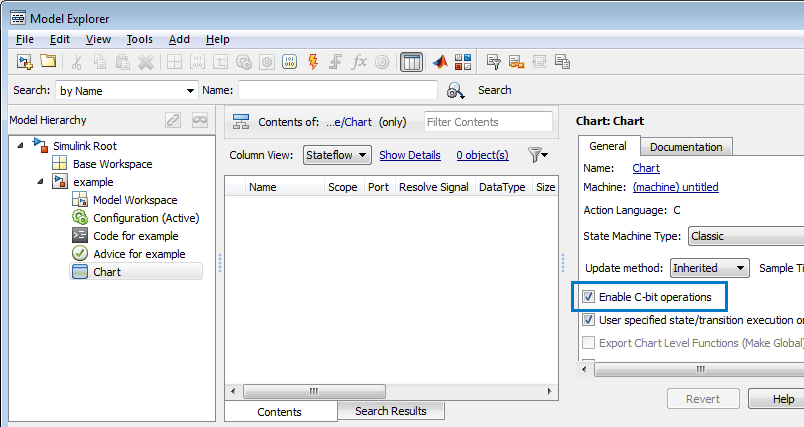 Model Explorer
File Edit View Tools Add Help
Search: by Name Name: Search
Model Hierarchy
Simulink Root
Base Workspace
example
Model Workspace
Configuration (Active)
Code for example
Advice for example
Chart
Contents of: ...e/Chart (only) Filter Contents
Column View: Stateflow Show Details 0 object(s)
Name Scope Port Resolve Signal DataType Size
Contents Search Results
Chart: Chart
General Documentation
Name: Chart
Machine: (machine) untitled
Action Language: C
State Machine Type: Classic
Update method: Inherited Sample Ti
Enable C-bit operations
User specified state/transition execution or
Export Chart Level Functions (Make Global)
Revert Help